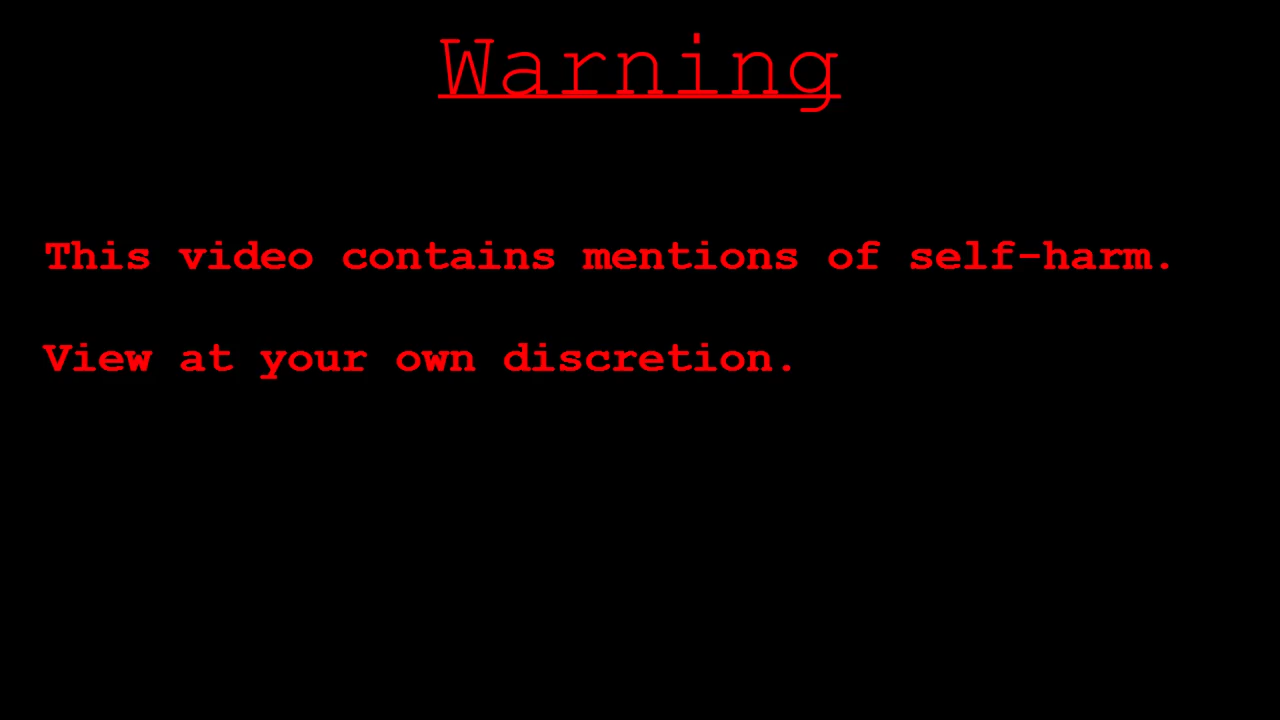 Warning
This video contains mentions of self-harm.
View at your own discretion.